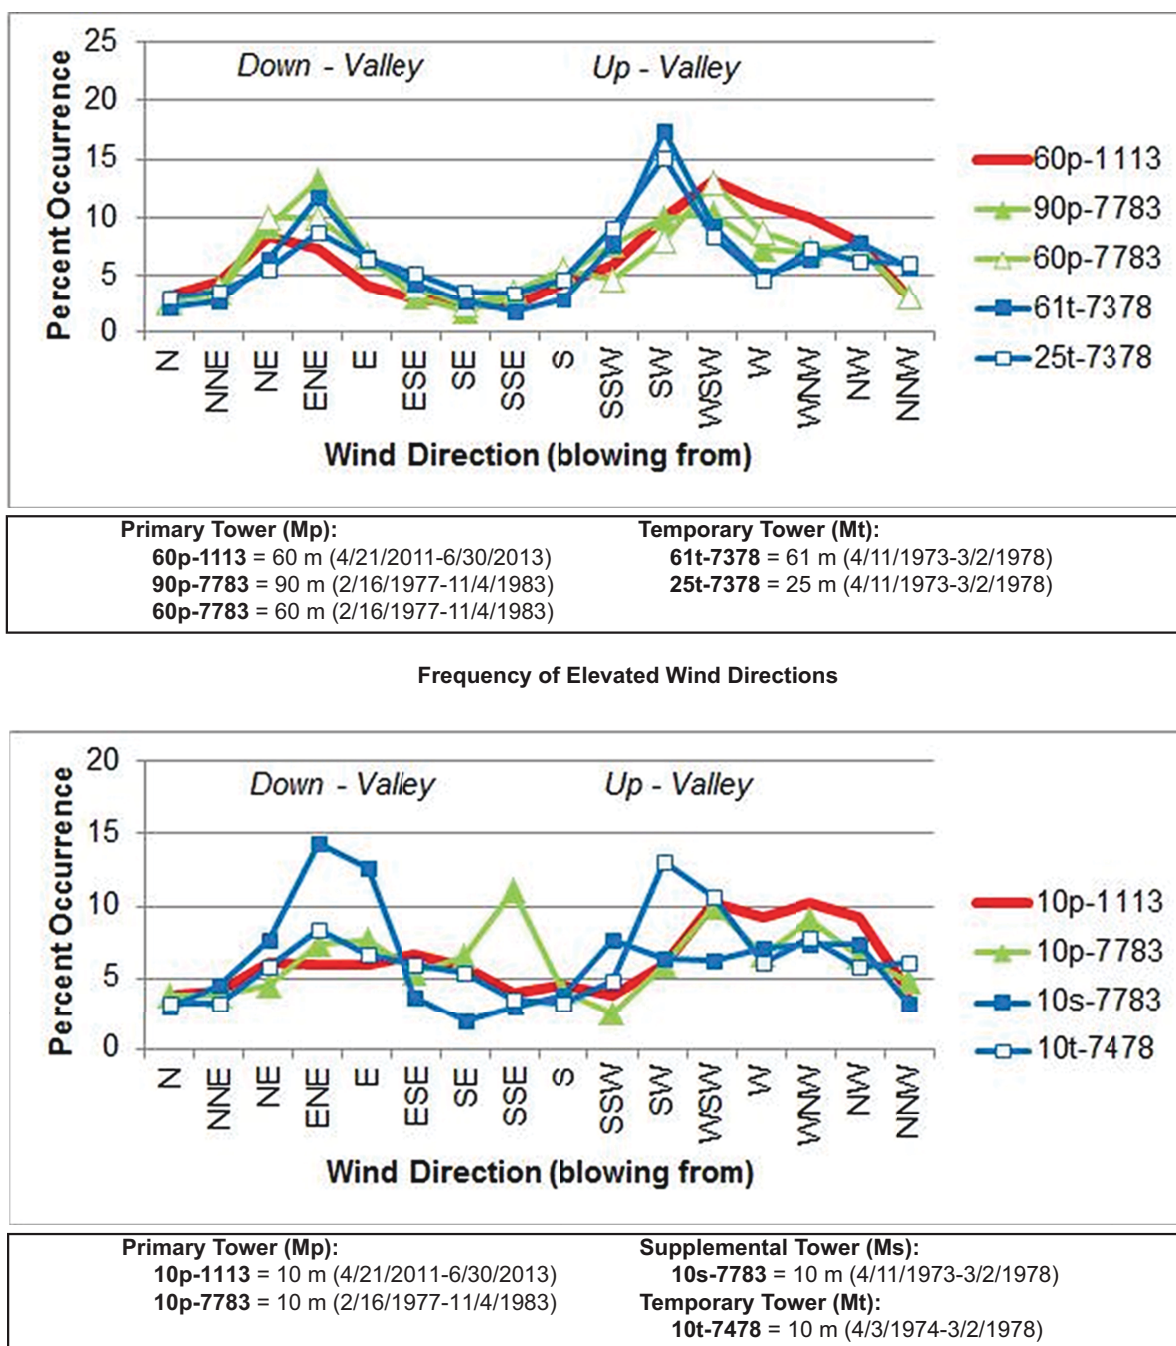 25
20
15
10
5
0
Percent Occurrence
Down - Valley
Up - Valley
N
NNE
NE
ENE
E
ESE
SE
SSE
S
SSW
SW
WSW
W
WNW
NW
NNW
Wind Direction (blowing from)
60p-1113
90p-7783
60p-7783
61t-7378
25t-7378
Primary Tower (Mp):
60p-1113 = 60 m (4/21/2011-6/30/2013)
90p-7783 = 90 m (2/16/1977-11/4/1983)
60p-7783 = 60 m (2/16/1977-11/4/1983)
Temporary Tower (Mt):
61t-7378 = 61 m (4/11/1973-3/2/1978)
25t-7378 = 25 m (4/11/1973-3/2/1978)
Frequency of Elevated Wind Directions
20
15
10
5
0
Percent Occurrence
Down - Valley
Up - Valley
N
NNE
NE
ENE
E
ESE
SE
SSE
S
SSW
SW
WSW
W
WNW
NW
NNW
Wind Direction (blowing from)
10p-1113
10p-7783
10s-7783
10t-7478
Primary Tower (Mp):
10p-1113 = 10 m (4/21/2011-6/30/2013)
10p-7783 = 10 m (2/16/1977-11/4/1983)
Supplemental Tower (Ms):
10s-7783 = 10 m (4/11/1973-3/2/1978)
Temporary Tower (Mt):
10t-7478 = 10 m (4/3/1974-3/2/1978)